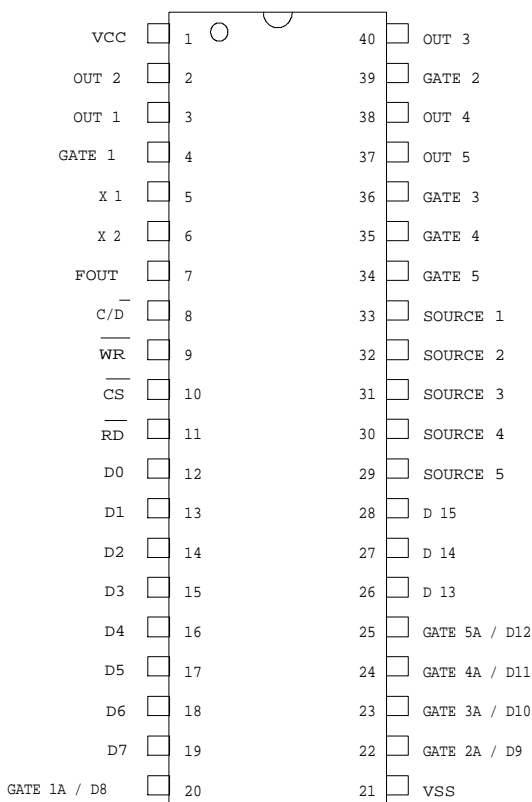 VCC 1 40 OUT 3
OUT 2 2 39 GATE 2
OUT 1 3 38 OUT 4
GATE 1 4 37 OUT 5
X 1 5 36 GATE 3
X 2 6 35 GATE 4
FOUT 7 34 GATE 5
C/D̅ 8 33 SOURCE 1
W̅R̅ 9 32 SOURCE 2
C̅S̅ 10 31 SOURCE 3
R̅D̅ 11 30 SOURCE 4
D0 12 29 SOURCE 5
D1 13 28 D 15
D2 14 27 D 14
D3 15 26 D 13
D4 16 25 GATE 5A / D12
D5 17 24 GATE 4A / D11
D6 18 23 GATE 3A / D10
D7 19 22 GATE 2A / D9
GATE 1A / D8 20 21 VSS